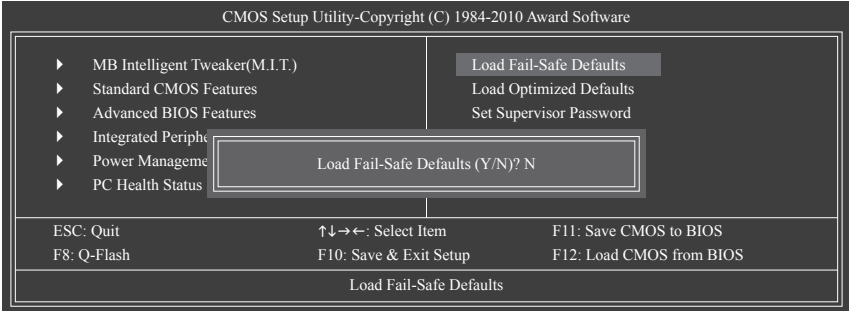 CMOS Setup Utility-Copyright (C) 1984-2010 Award Software
MB Intelligent Tweaker(M.I.T.)
Standard CMOS Features
Advanced BIOS Features
Integrated Periphe
Power Manageme
PC Health Status
Load Fail-Safe Defaults
Load Optimized Defaults
Set Supervisor Password
Load Fail-Safe Defaults (Y/N)? N
ESC: Quit
↑↓→←: Select Item
F11: Save CMOS to BIOS
F8: Q-Flash
F10: Save & Exit Setup
F12: Load CMOS from BIOS
Load Fail-Safe Defaults